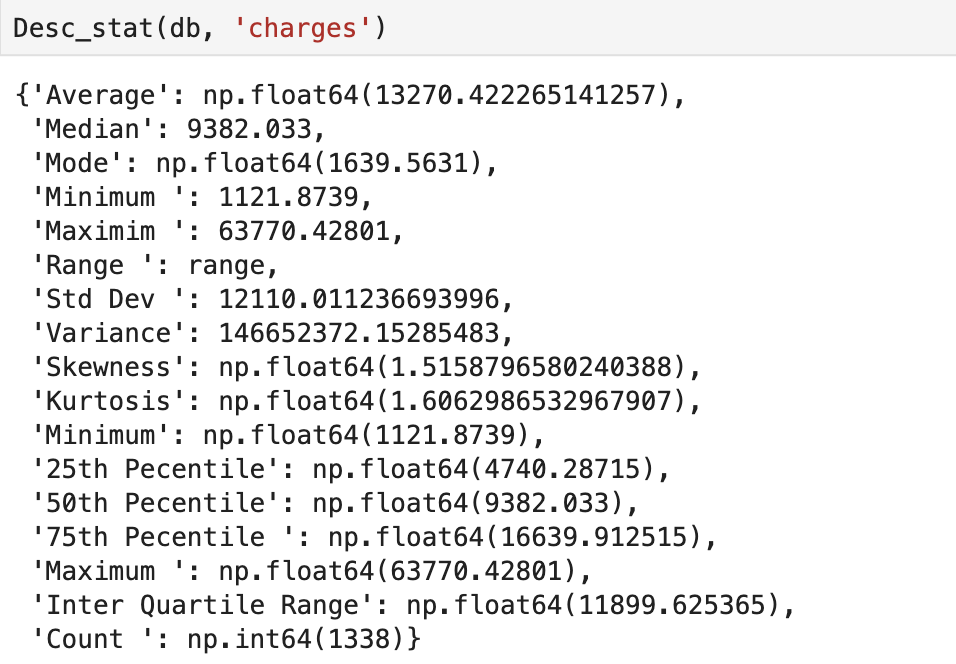 Desc_stat(db, 'charges')
{'Average': np.float64(13270.422265141257),
'Median': 9382.033,
'Mode': np.float64(1639.5631),
'Minimum ': 1121.8739,
'Maximim ': 63770.42801,
'Range ': range,
'Std Dev ': 12110.011236693996,
'Variance': 146652372.15285483,
'Skewness': np.float64(1.5158796580240388),
'Kurtosis': np.float64(1.6062986532967907),
'Minimum': np.float64(1121.8739),
'25th Pecentile': np.float64(4740.28715),
'50th Pecentile': np.float64(9382.033),
'75th Pecentile ': np.float64(16639.912515),
'Maximum ': np.float64(63770.42801),
'Inter Quartile Range': np.float64(11899.625365),
'Count ': np.int64(1338)}